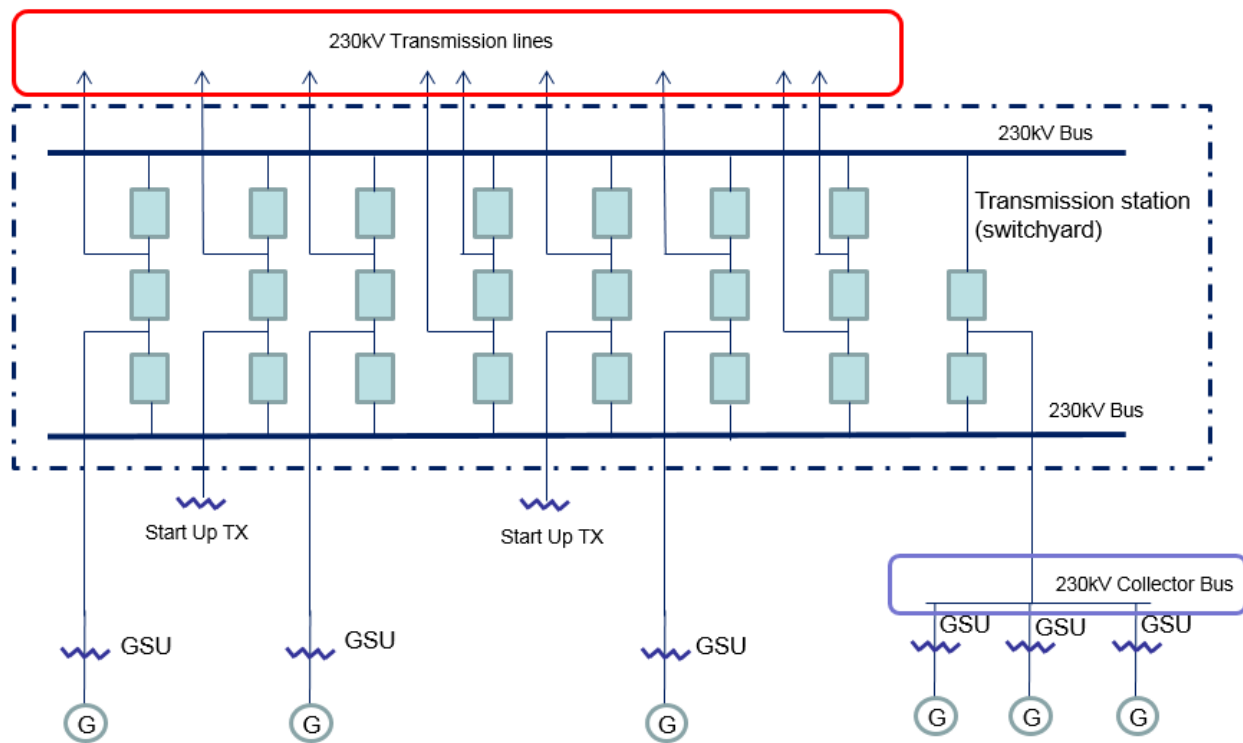 230kV Transmission lines
230kV Bus
Transmission station
(switchyard)
230kV Bus
Start Up TX
Start Up TX
230kV Collector Bus
GSU
GSU
GSU
GSU
GSU
GSU
G
G
G
G
G
G